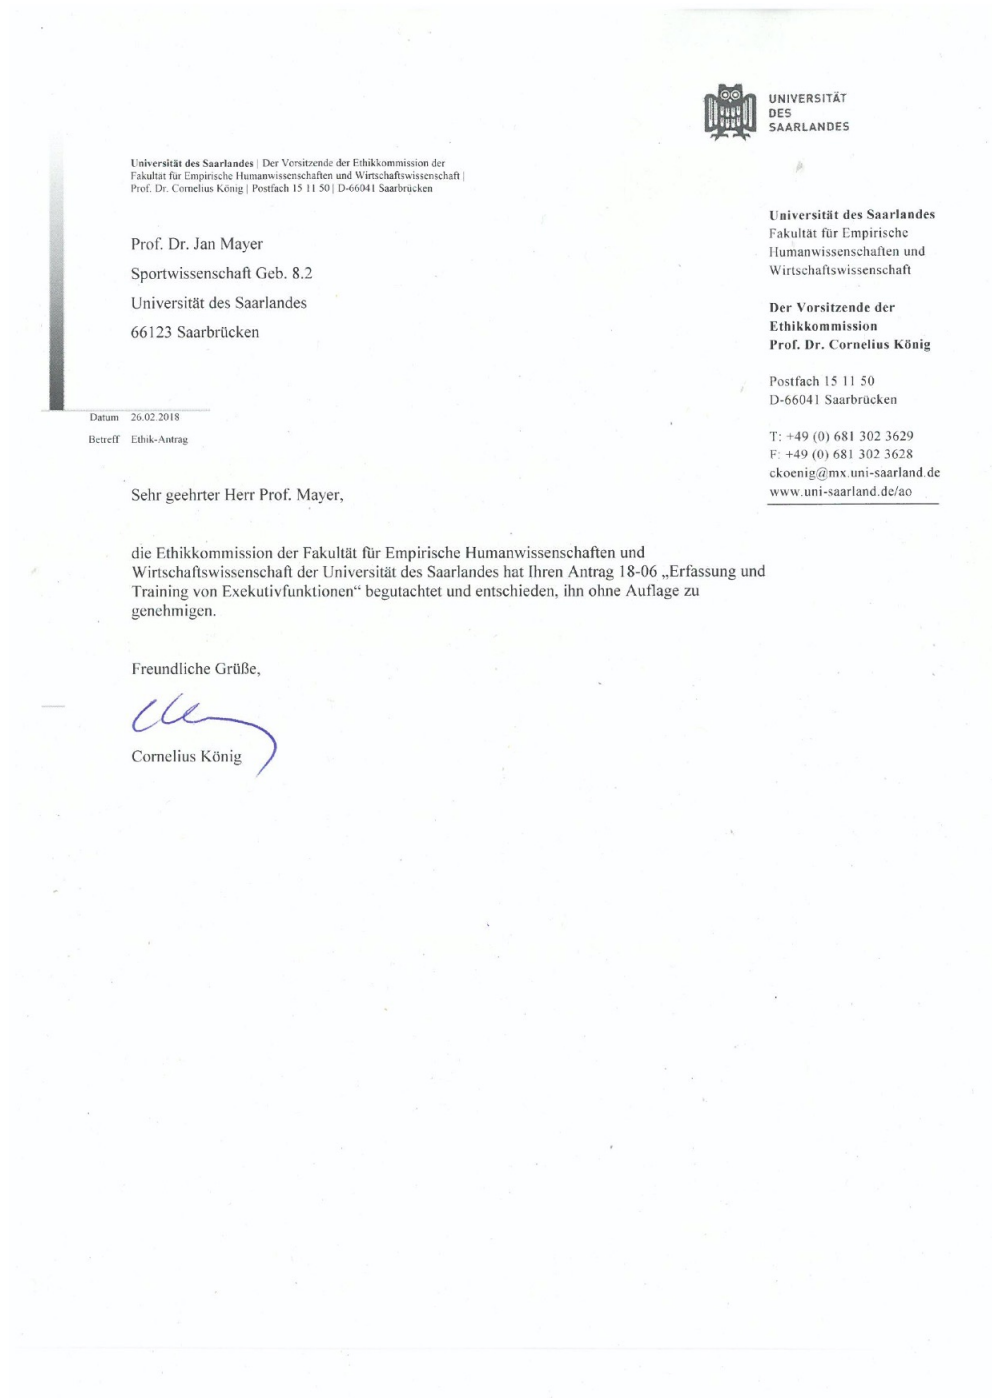 UNIVERSITÄT
DES
SAARLANDES
Universität des Saarlandes | Der Vorsitzende der Ethikkommission der
Fakultät für Empirische Humanwissenschaften und Wirtschaftswissenschaft |
Prof. Dr. Cornelius König | Postfach 15 11 50 | D-66041 Saarbrücken
Prof. Dr. Jan Mayer
Sportwissenschaft Geb. 8.2
Universität des Saarlandes
66123 Saarbrücken
Universität des Saarlandes
Fakultät für Empirische
Humanwissenschaften und
Wirtschaftswissenschaft
Der Vorsitzende der
Ethikkommission
Prof. Dr. Cornelius König
Postfach 15 11 50
D-66041 Saarbrücken
T: +49 (0) 681 302 3629
F: +49 (0) 681 302 3628
ckoenig@mx.uni-saarland.de
www.uni-saarland.de/ao
Datum 26.02.2018
Betreff Ethik-Antrag
Sehr geehrter Herr Prof. Mayer,
die Ethikkommission der Fakultät für Empirische Humanwissenschaften und
Wirtschaftswissenschaft der Universität des Saarlandes hat Ihren Antrag 18-06 „Erfassung und
Training von Exekutivfunktionen“ begutachtet und entschieden, ihn ohne Auflage zu
genehmigen.
Freundliche Grüße,
Cornelius König